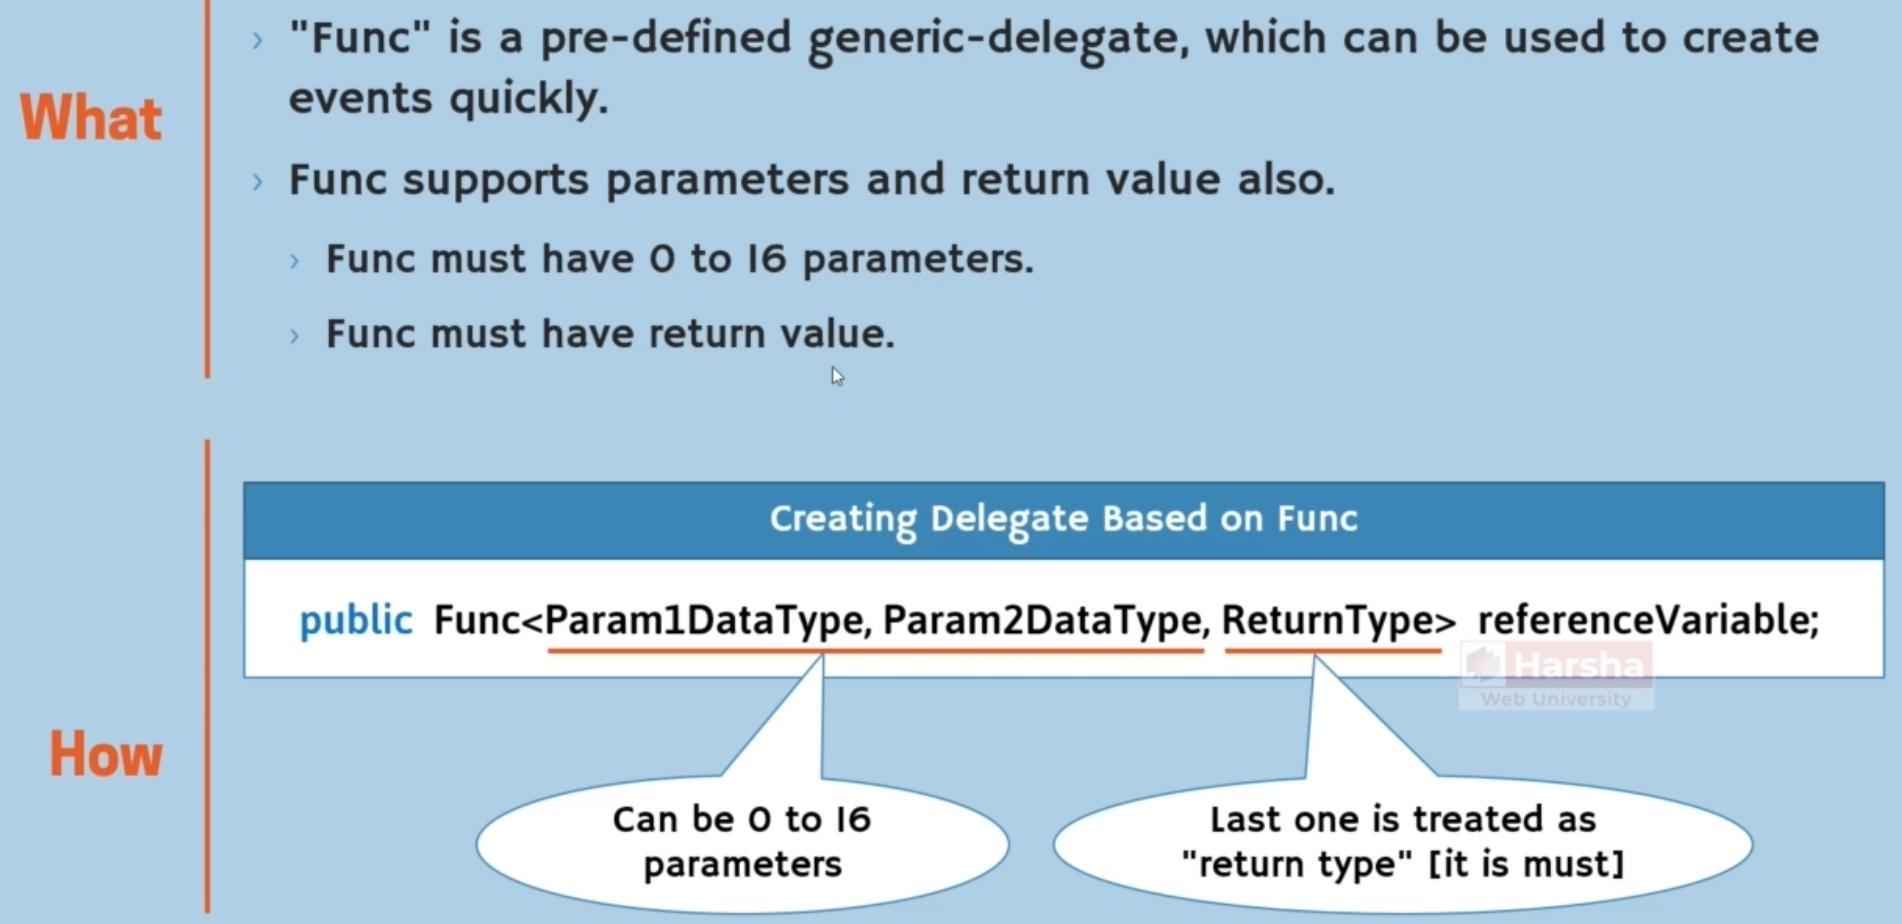 What
› "Func" is a pre-defined generic-delegate, which can be used to create
events quickly.
› Func supports parameters and return value also.
› Func must have 0 to 16 parameters.
› Func must have return value.
How
Creating Delegate Based on Func
public Func<Param1DataType, Param2DataType, ReturnType> referenceVariable;
Harsha
Web University
Can be 0 to 16
parameters
Last one is treated as
"return type" [it is must]